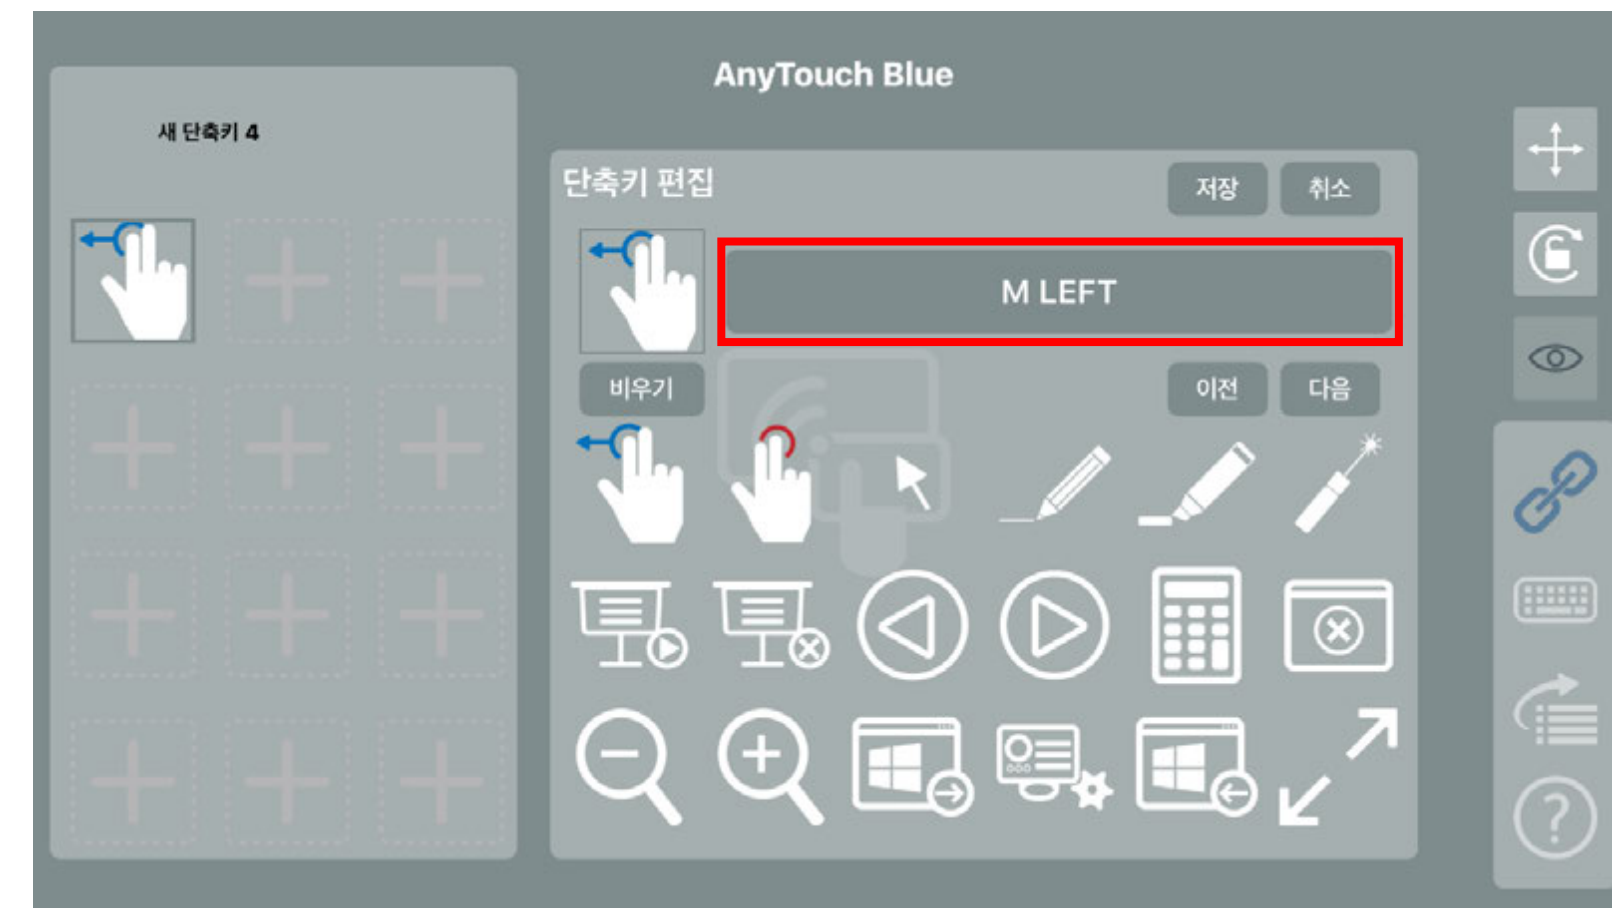 AnyTouch Blue
새 단축키 4
단축키 편집
저장
취소
M LEFT
비우기
이전
다음